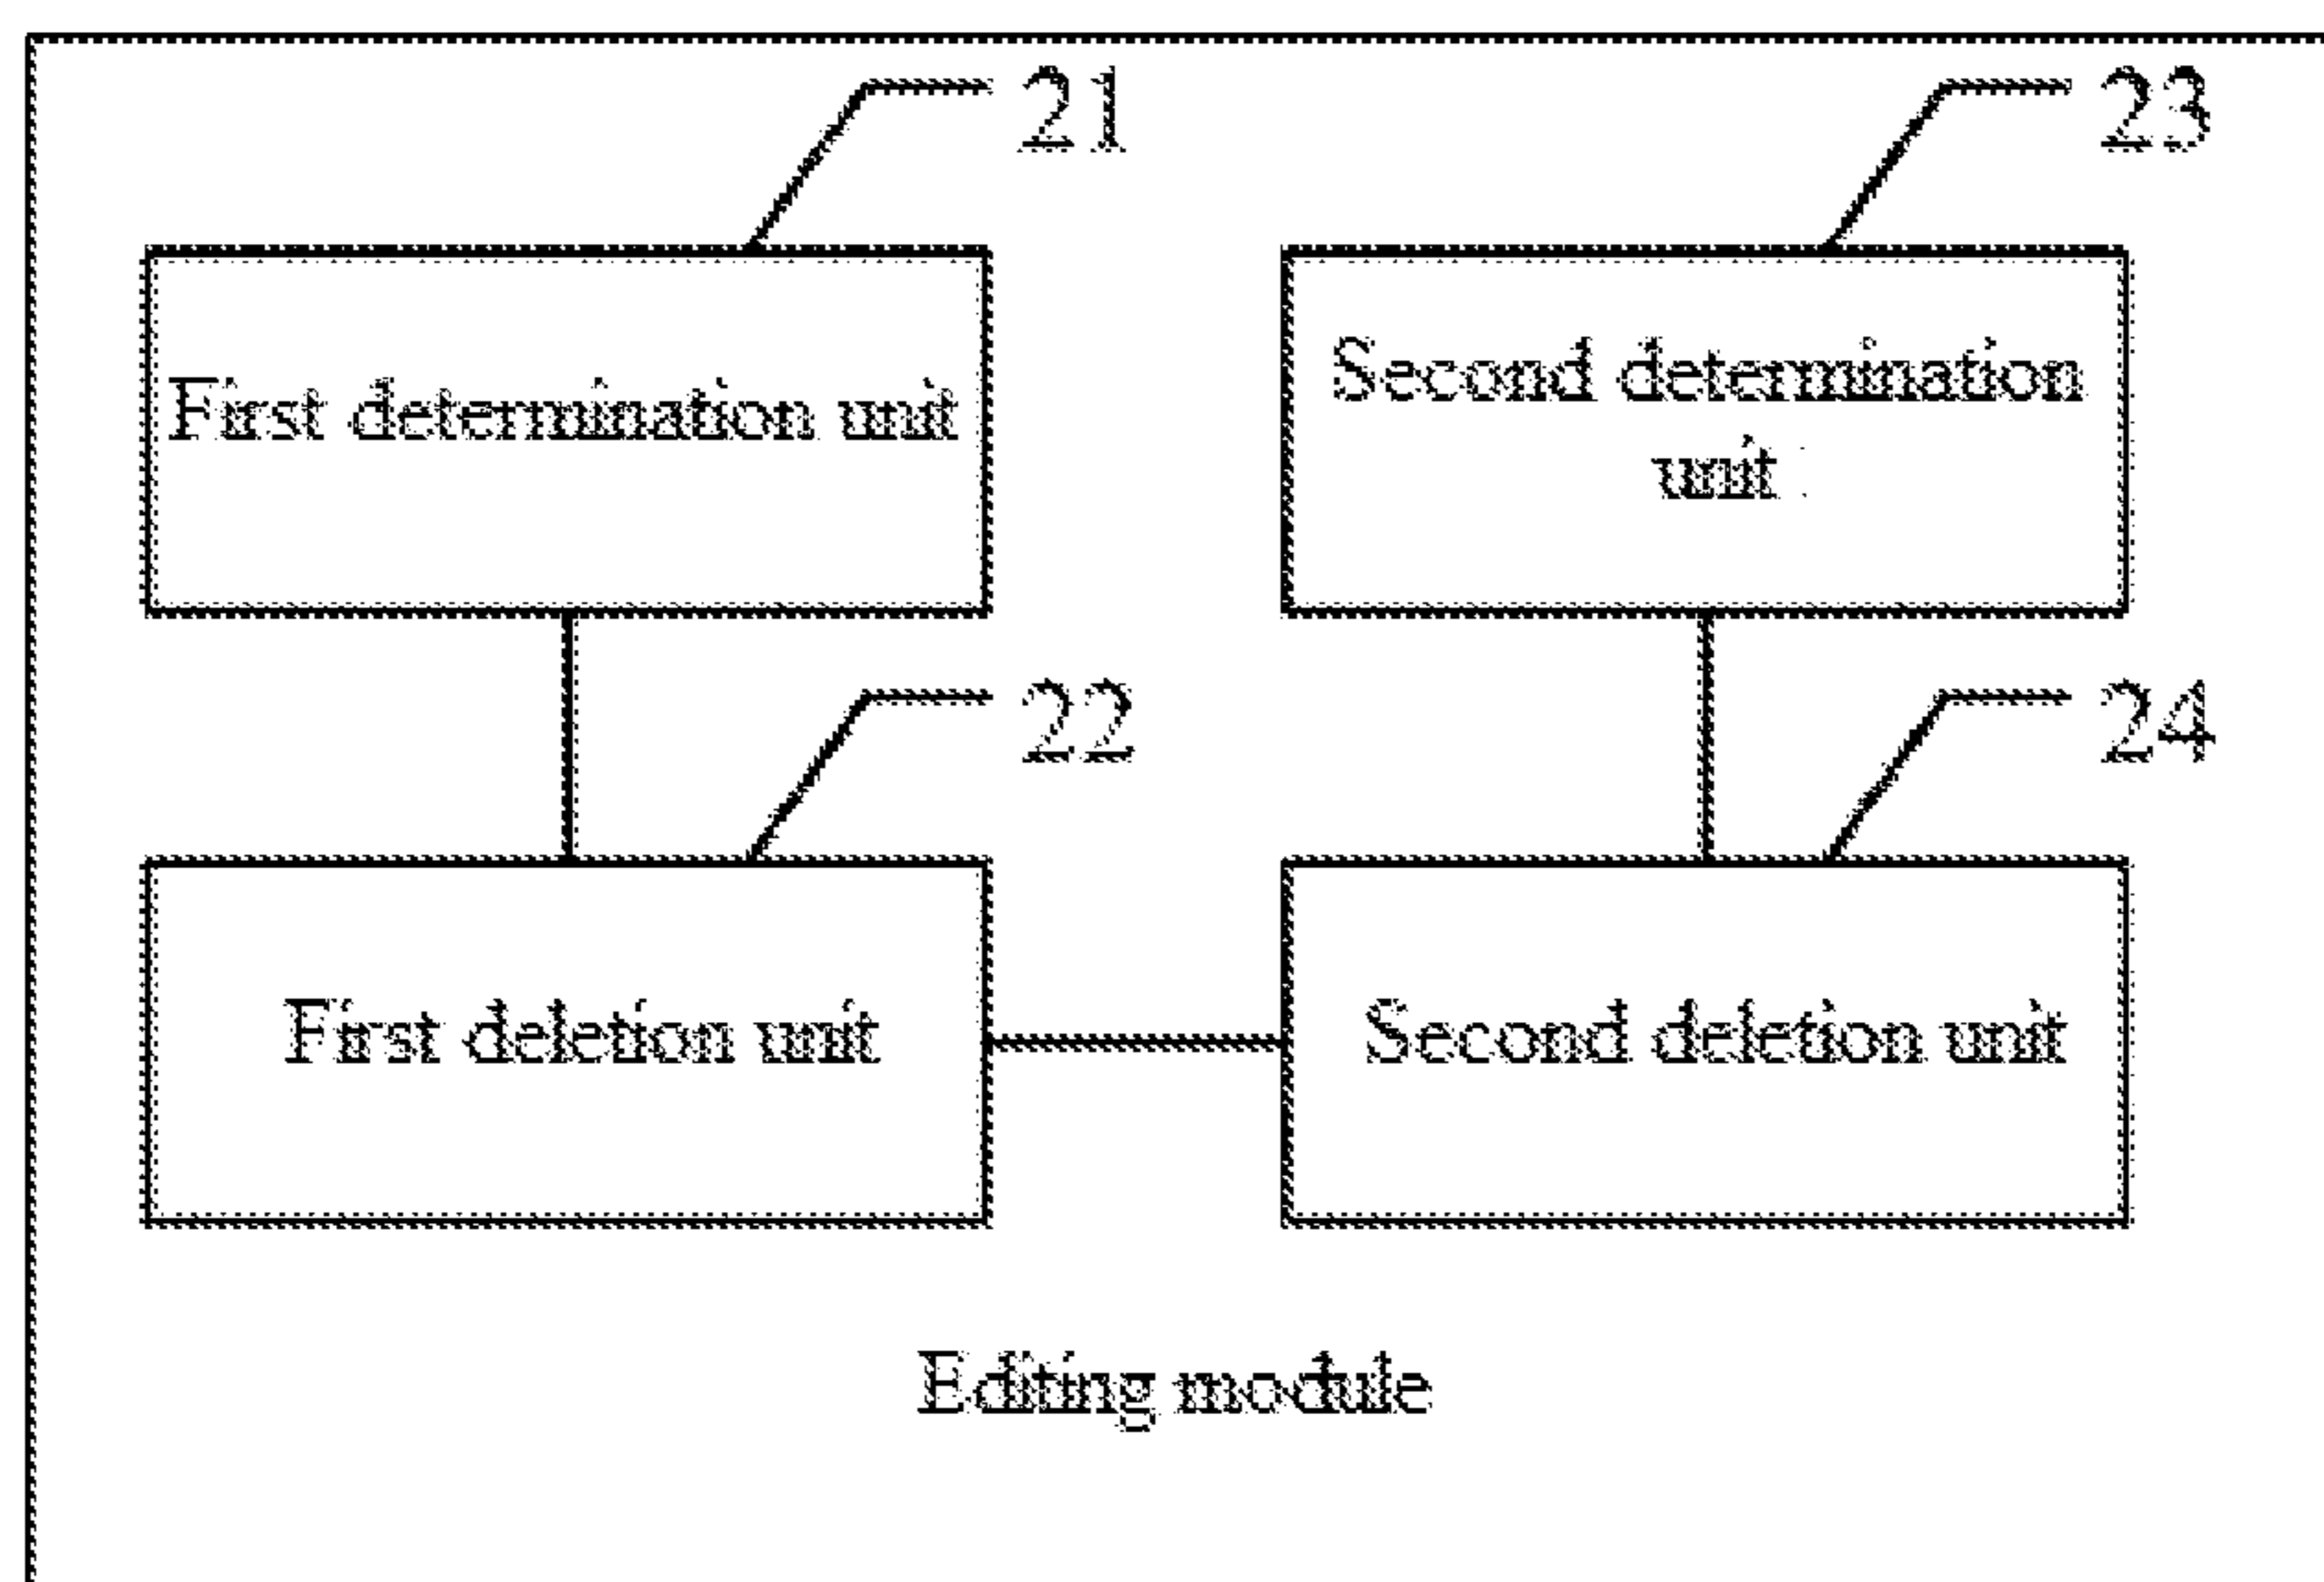 21
23
First determination unit
Second determination
unit
22
24
First deletion unit
Second deletion unit
Editing module